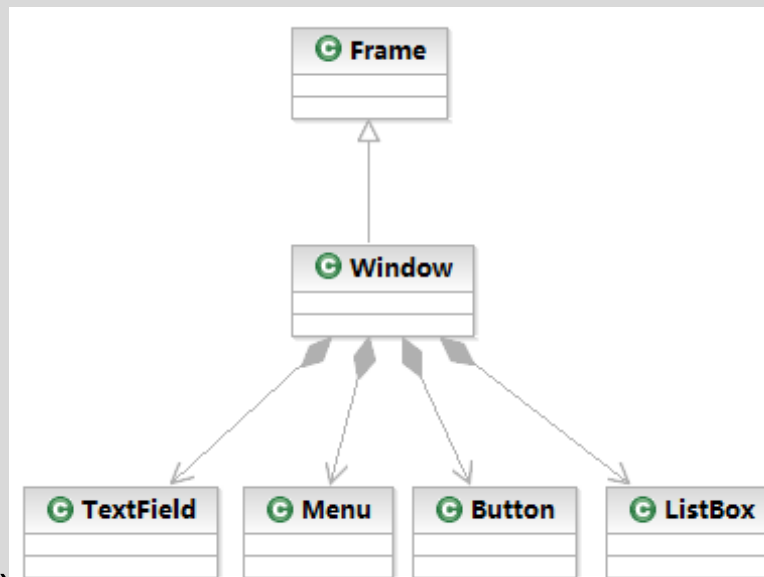 C Frame
C Window
C TextField
C Menu
C Button
C ListBox